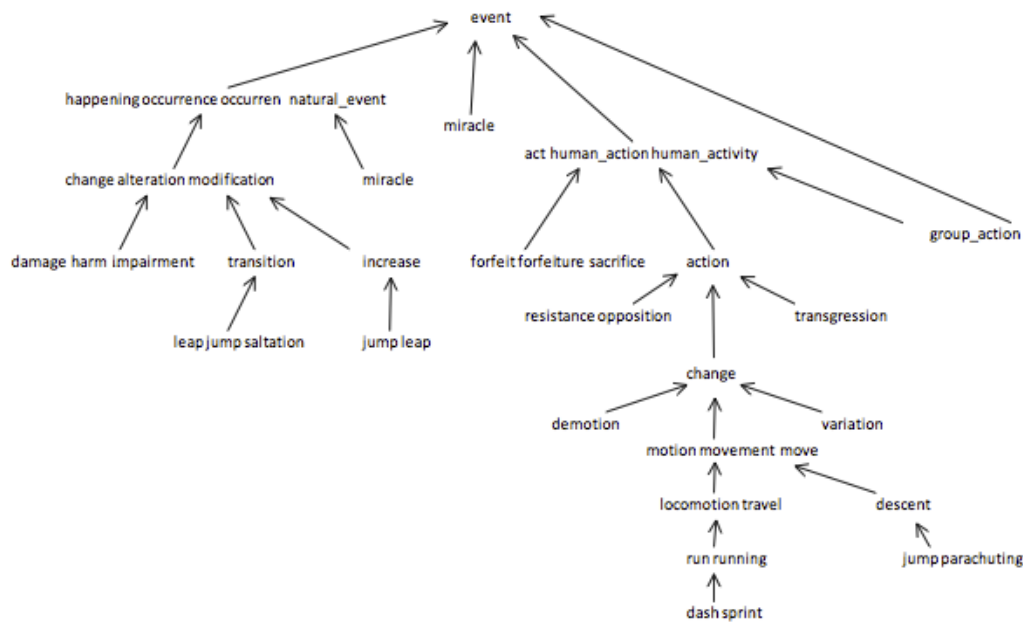 event
happening occurrence occurren natural_event
miracle
act human_action human_activity
change alteration modification
miracle
group_action
damage harm impairment
transition
increase
forfeit forfeiture sacrifice
action
resistance opposition
transgression
leap jump saltation
jump leap
change
demotion
variation
motion movement move
locomotion travel
descent
run running
jump parachuting
dash sprint